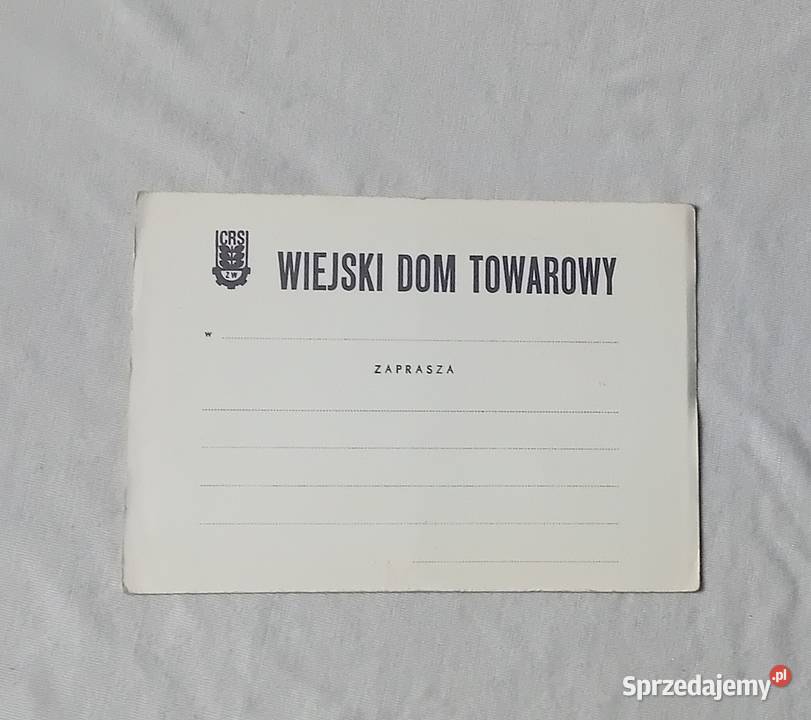 CRS
ZW
WIEJSKI DOM TOWAROWY
w
ZAPRASZA
Sprzedajemy.pl